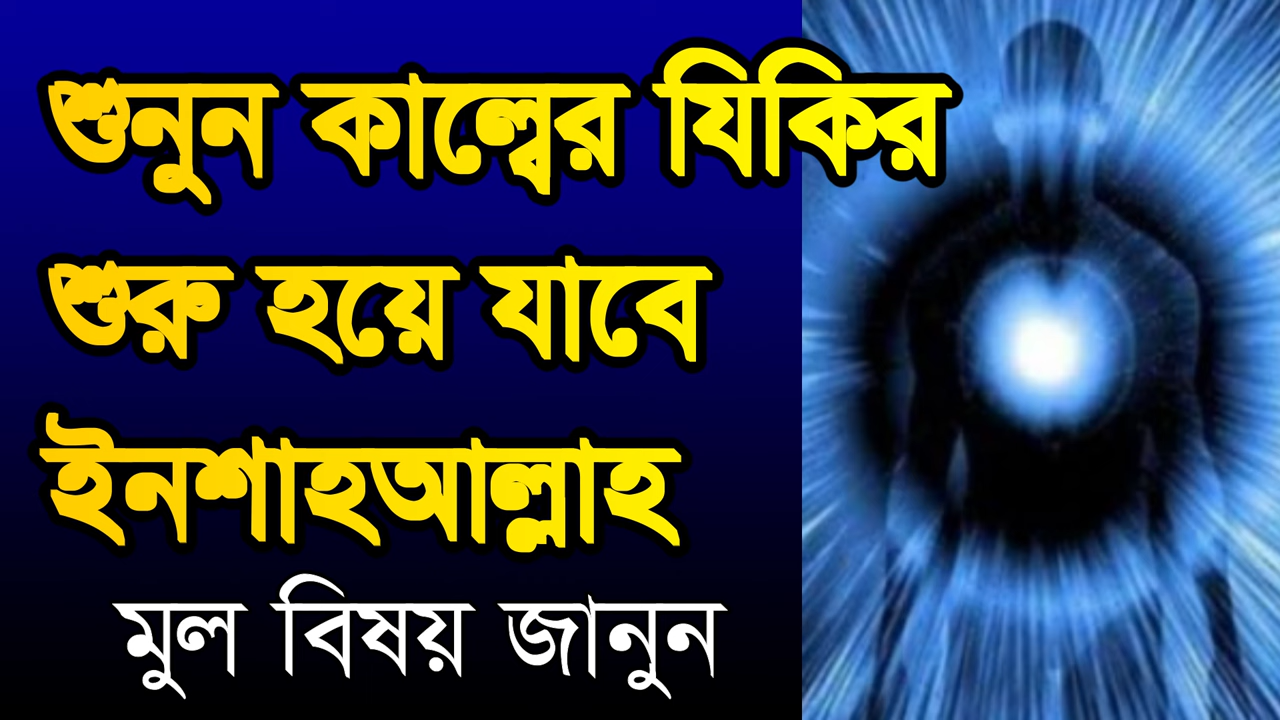 শুনুন কাল্বের যিকির
শুরু হয়ে যাবে
ইনশাহআল্লাহ
মুল বিষয় জানুন